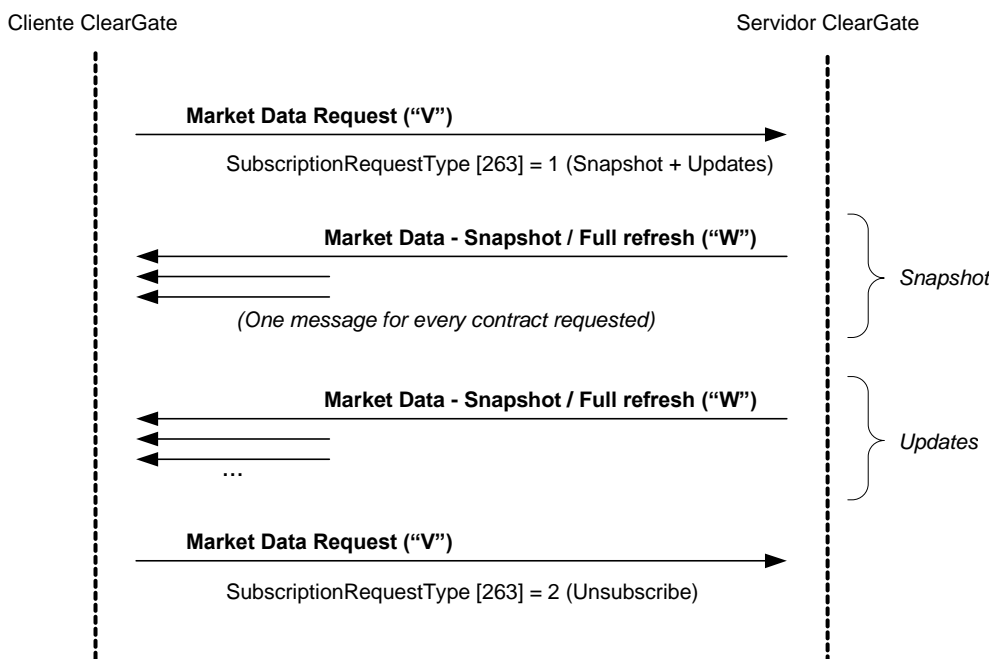 Cliente ClearGate
Servidor ClearGate
Market Data Request (“V”)
SubscriptionRequestType [263] = 1 (Snapshot + Updates)
Market Data - Snapshot / Full refresh (“W”)
Snapshot
(One message for every contract requested)
Market Data - Snapshot / Full refresh (“W”)
Updates
...
Market Data Request (“V”)
SubscriptionRequestType [263] = 2 (Unsubscribe)